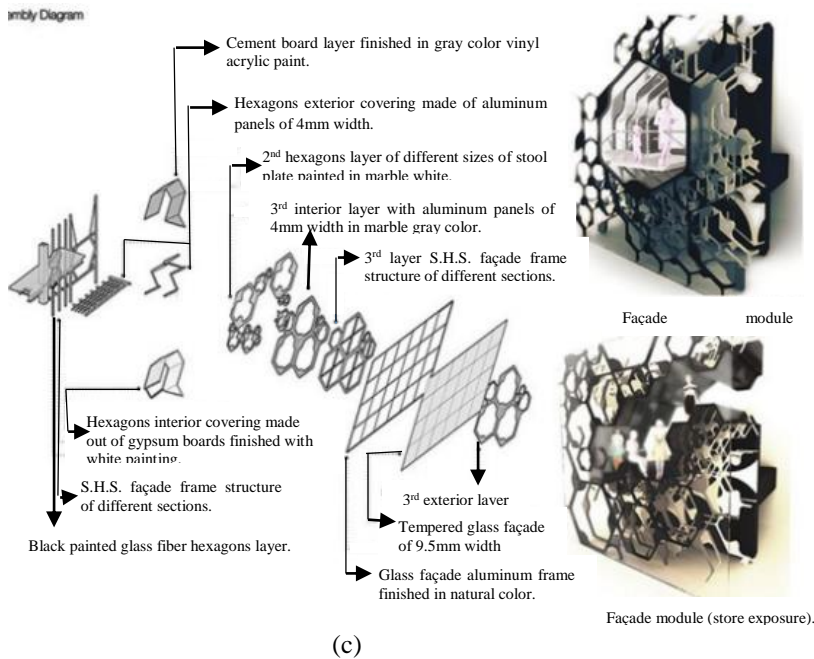 embly Diagram
Cement board layer finished in gray color vinyl
acrylic paint.
Hexagons exterior covering made of aluminum
panels of 4mm width.
2nd hexagons layer of different sizes of stool
plate painted in marble white.
3rd interior layer with aluminum panels of
4mm width in marble gray color.
3rd layer S.H.S. façade frame
structure of different sections.
Façade module
Hexagons interior covering made
out of gypsum boards finished with
white painting.
S.H.S. façade frame structure
of different sections.
Black painted glass fiber hexagons layer.
3rd exterior layer
Tempered glass façade
of 9.5mm width
Glass façade aluminum frame
finished in natural color.
Façade module (store exposure).
(c)